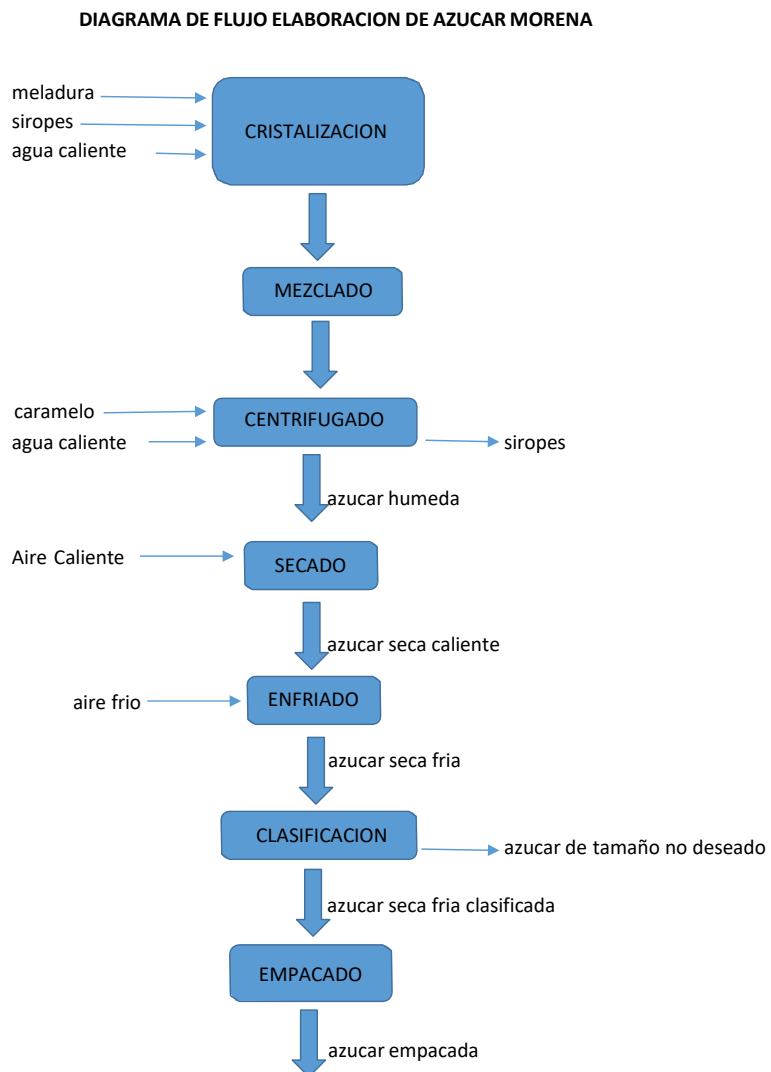 DIAGRAMA DE FLUJO ELABORACION DE AZUCAR MORENA
meladura
siropes
agua caliente
CRISTALIZACION
MEZCLADO
caramelo
agua caliente
CENTRIFUGADO
siropes
azucar humeda
Aire Caliente
SECADO
azucar seca caliente
aire frio
ENFRIADO
azucar seca fria
CLASIFICACION
azucar de tamaño no deseado
azucar seca fria clasificada
EMPACADO
azucar empacada